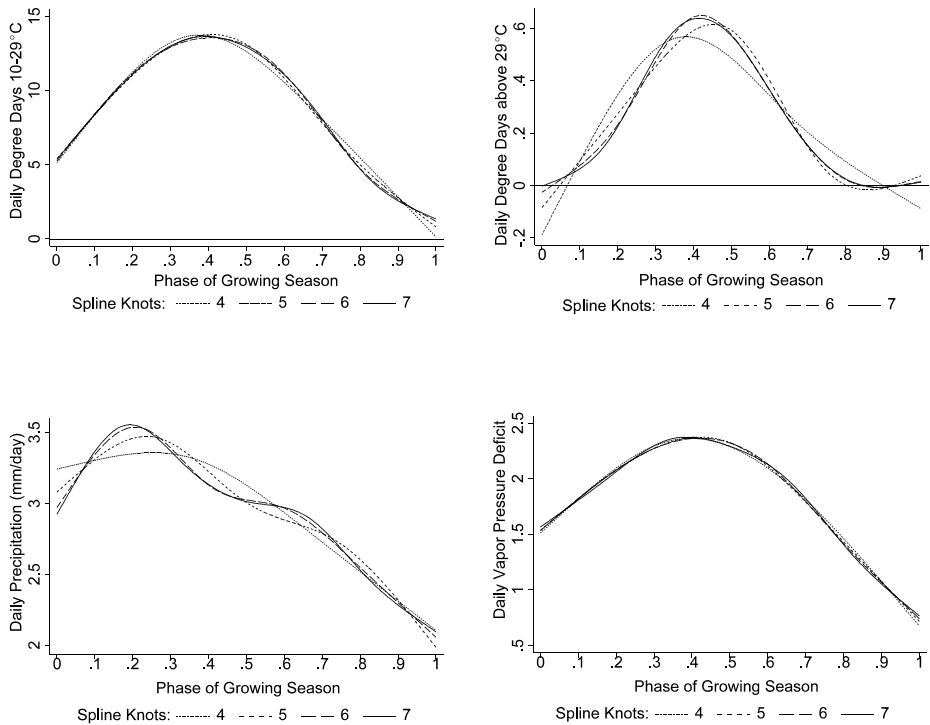 Daily Degree Days 10-29°C
15
10
5
0
0 .1 .2 .3 .4 .5 .6 .7 .8 .9 1
Phase of Growing Season
Spline Knots: 4 5 6 7
Daily Degree Days above 29°C
.6
.4
.2
0
-.2
0 .1 .2 .3 .4 .5 .6 .7 .8 .9 1
Phase of Growing Season
Spline Knots: 4 5 6 7
Daily Precipitation (mm/day)
3.5
3
2.5
2
0 .1 .2 .3 .4 .5 .6 .7 .8 .9 1
Phase of Growing Season
Spline Knots: 4 5 6 7
Daily Vapor Pressure Deficit
2.5
2
1.5
1
.5
0 .1 .2 .3 .4 .5 .6 .7 .8 .9 1
Phase of Growing Season
Spline Knots: 4 5 6 7